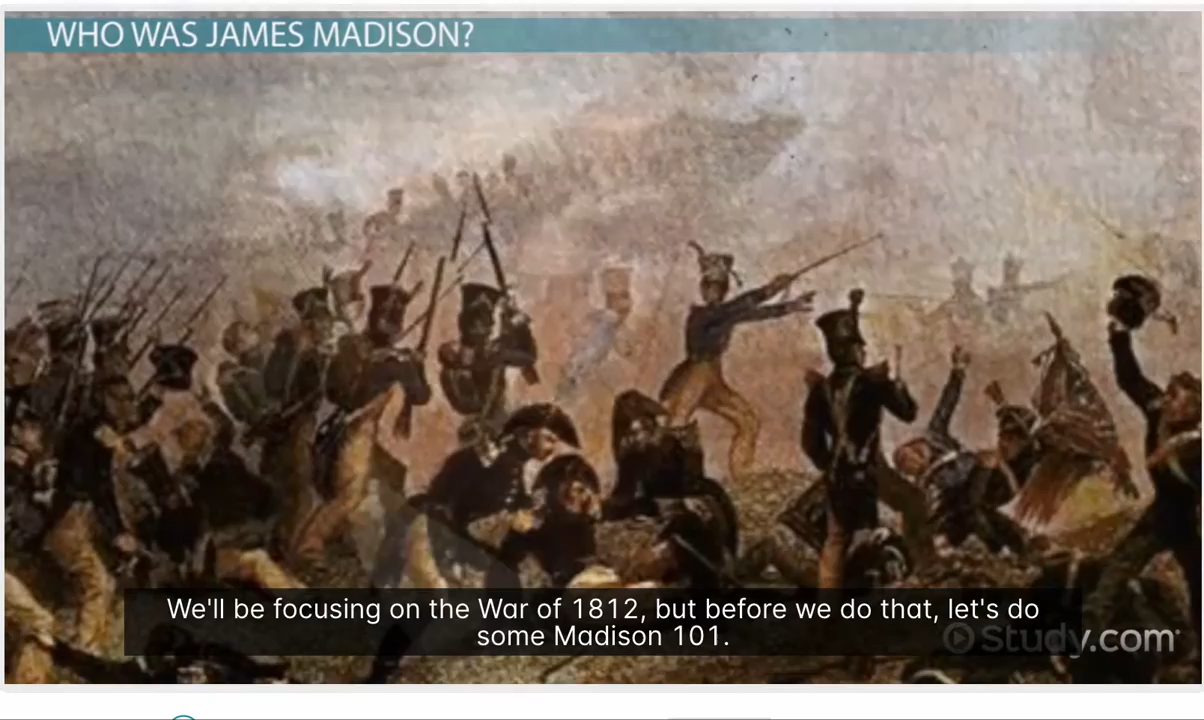 WHO WAS JAMES MADISON?
We'll be focusing on the War of 1812, but before we do that, let's do
some Madison 101.
Study.com